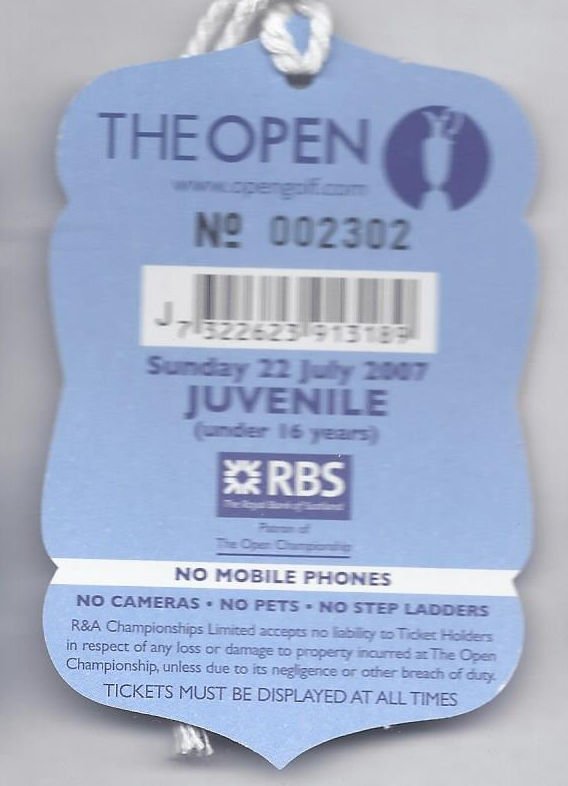 THE OPEN
www.opengolf.com
Nº 002302
J 7 322623 913189
Sunday 22 July 2007
JUVENILE
(under 16 years)
RBS
The Royal Bank of Scotland
Patron of
The Open Championship
NO MOBILE PHONES
NO CAMERAS • NO PETS • NO STEP LADDERS
R&A Championships Limited accepts no liability to Ticket Holders
in respect of any loss or damage to property incurred at The Open
Championship, unless due to its negligence or other breach of duty.
TICKETS MUST BE DISPLAYED AT ALL TIMES